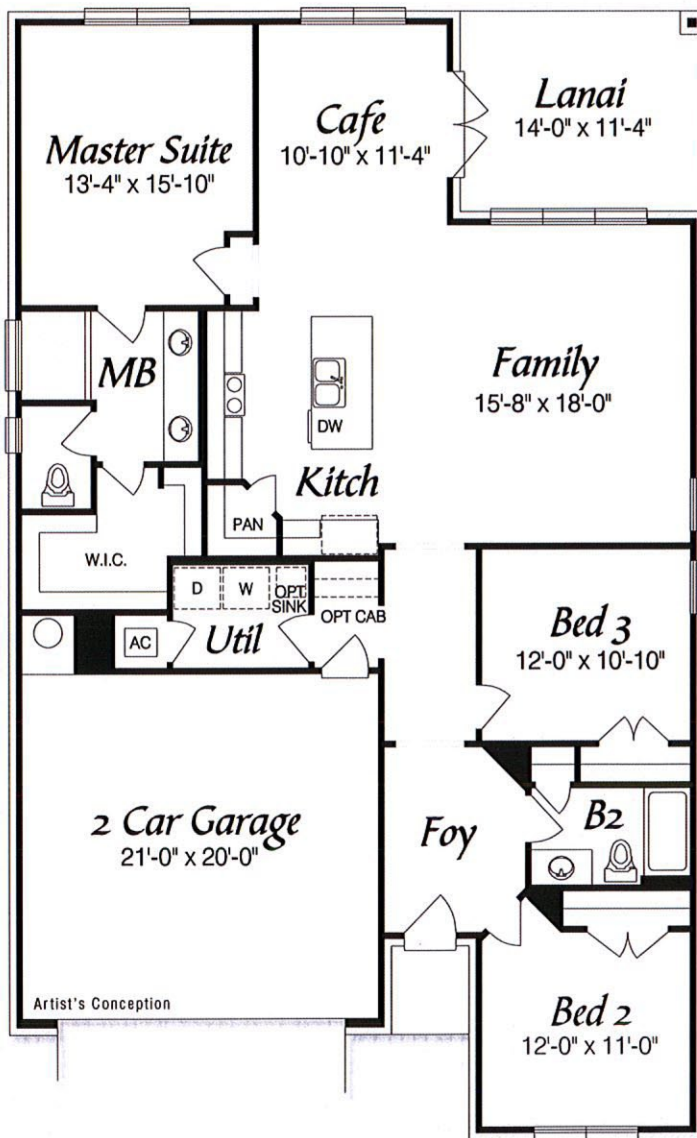 Master Suite
13'-4" x 15'-10"
Cafe
10'-10" x 11'-4"
Lanai
14'-0" x 11'-4"
MB
Family
15'-8" x 18'-0"
DW
Kitch
PAN
W.I.C.
D
W
OPT
SINK
OPT CAB
Util
AC
Bed 3
12'-0" x 10'-10"
2 Car Garage
21'-0" x 20'-0"
Foy
B2
Bed 2
12'-0" x 11'-0"
Artist's Conception